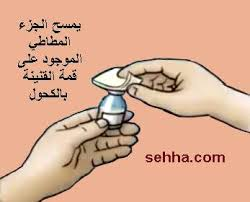 يمسح الجزء
المطاطي
الموجود على
قمة القنينة
بالكحول
sehha.com